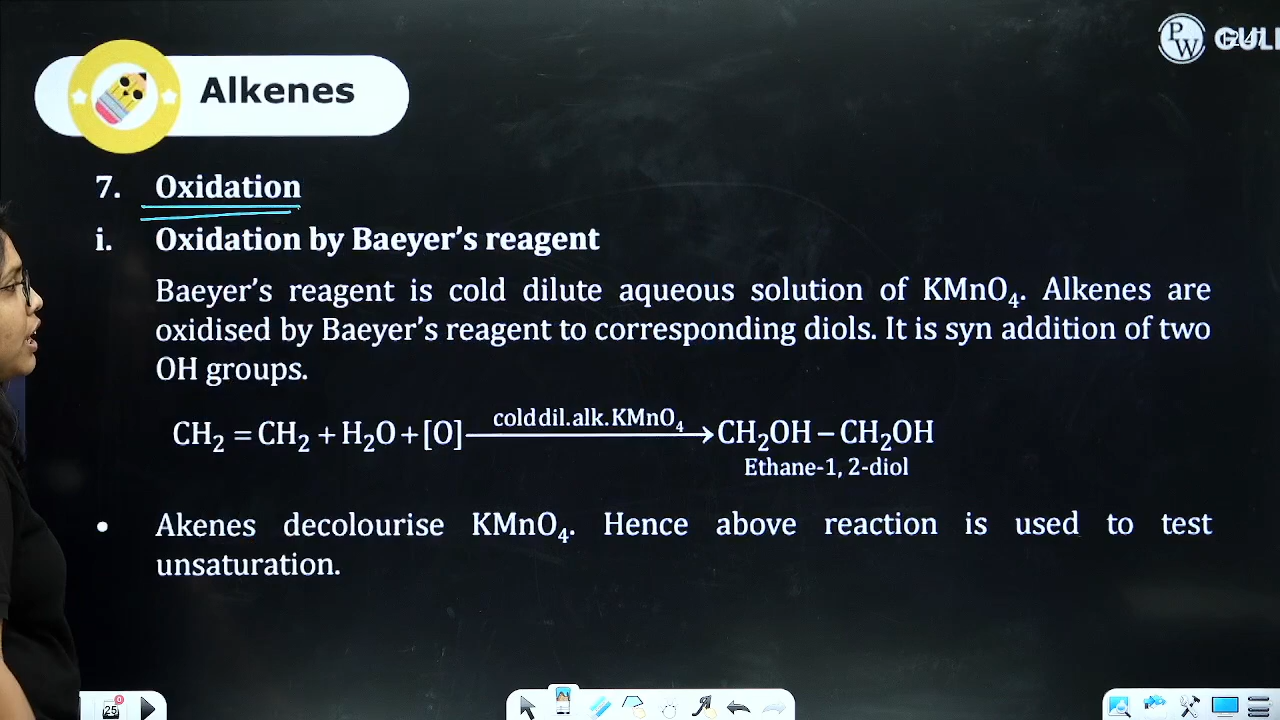 PW
Alkenes
7. Oxidation
i. Oxidation by Baeyer's reagent
Baeyer's reagent is cold dilute aqueous solution of KMnO₄. Alkenes are
oxidised by Baeyer's reagent to corresponding diols. It is syn addition of two
OH groups.
cold dil.alk.KMnO₄
CH₂ = CH₂ + H₂O + [O] ⟶ CH₂OH – CH₂OH
Ethane-1, 2-diol
• Akenes decolourise KMnO₄. Hence above reaction is used to test
unsaturation.
25